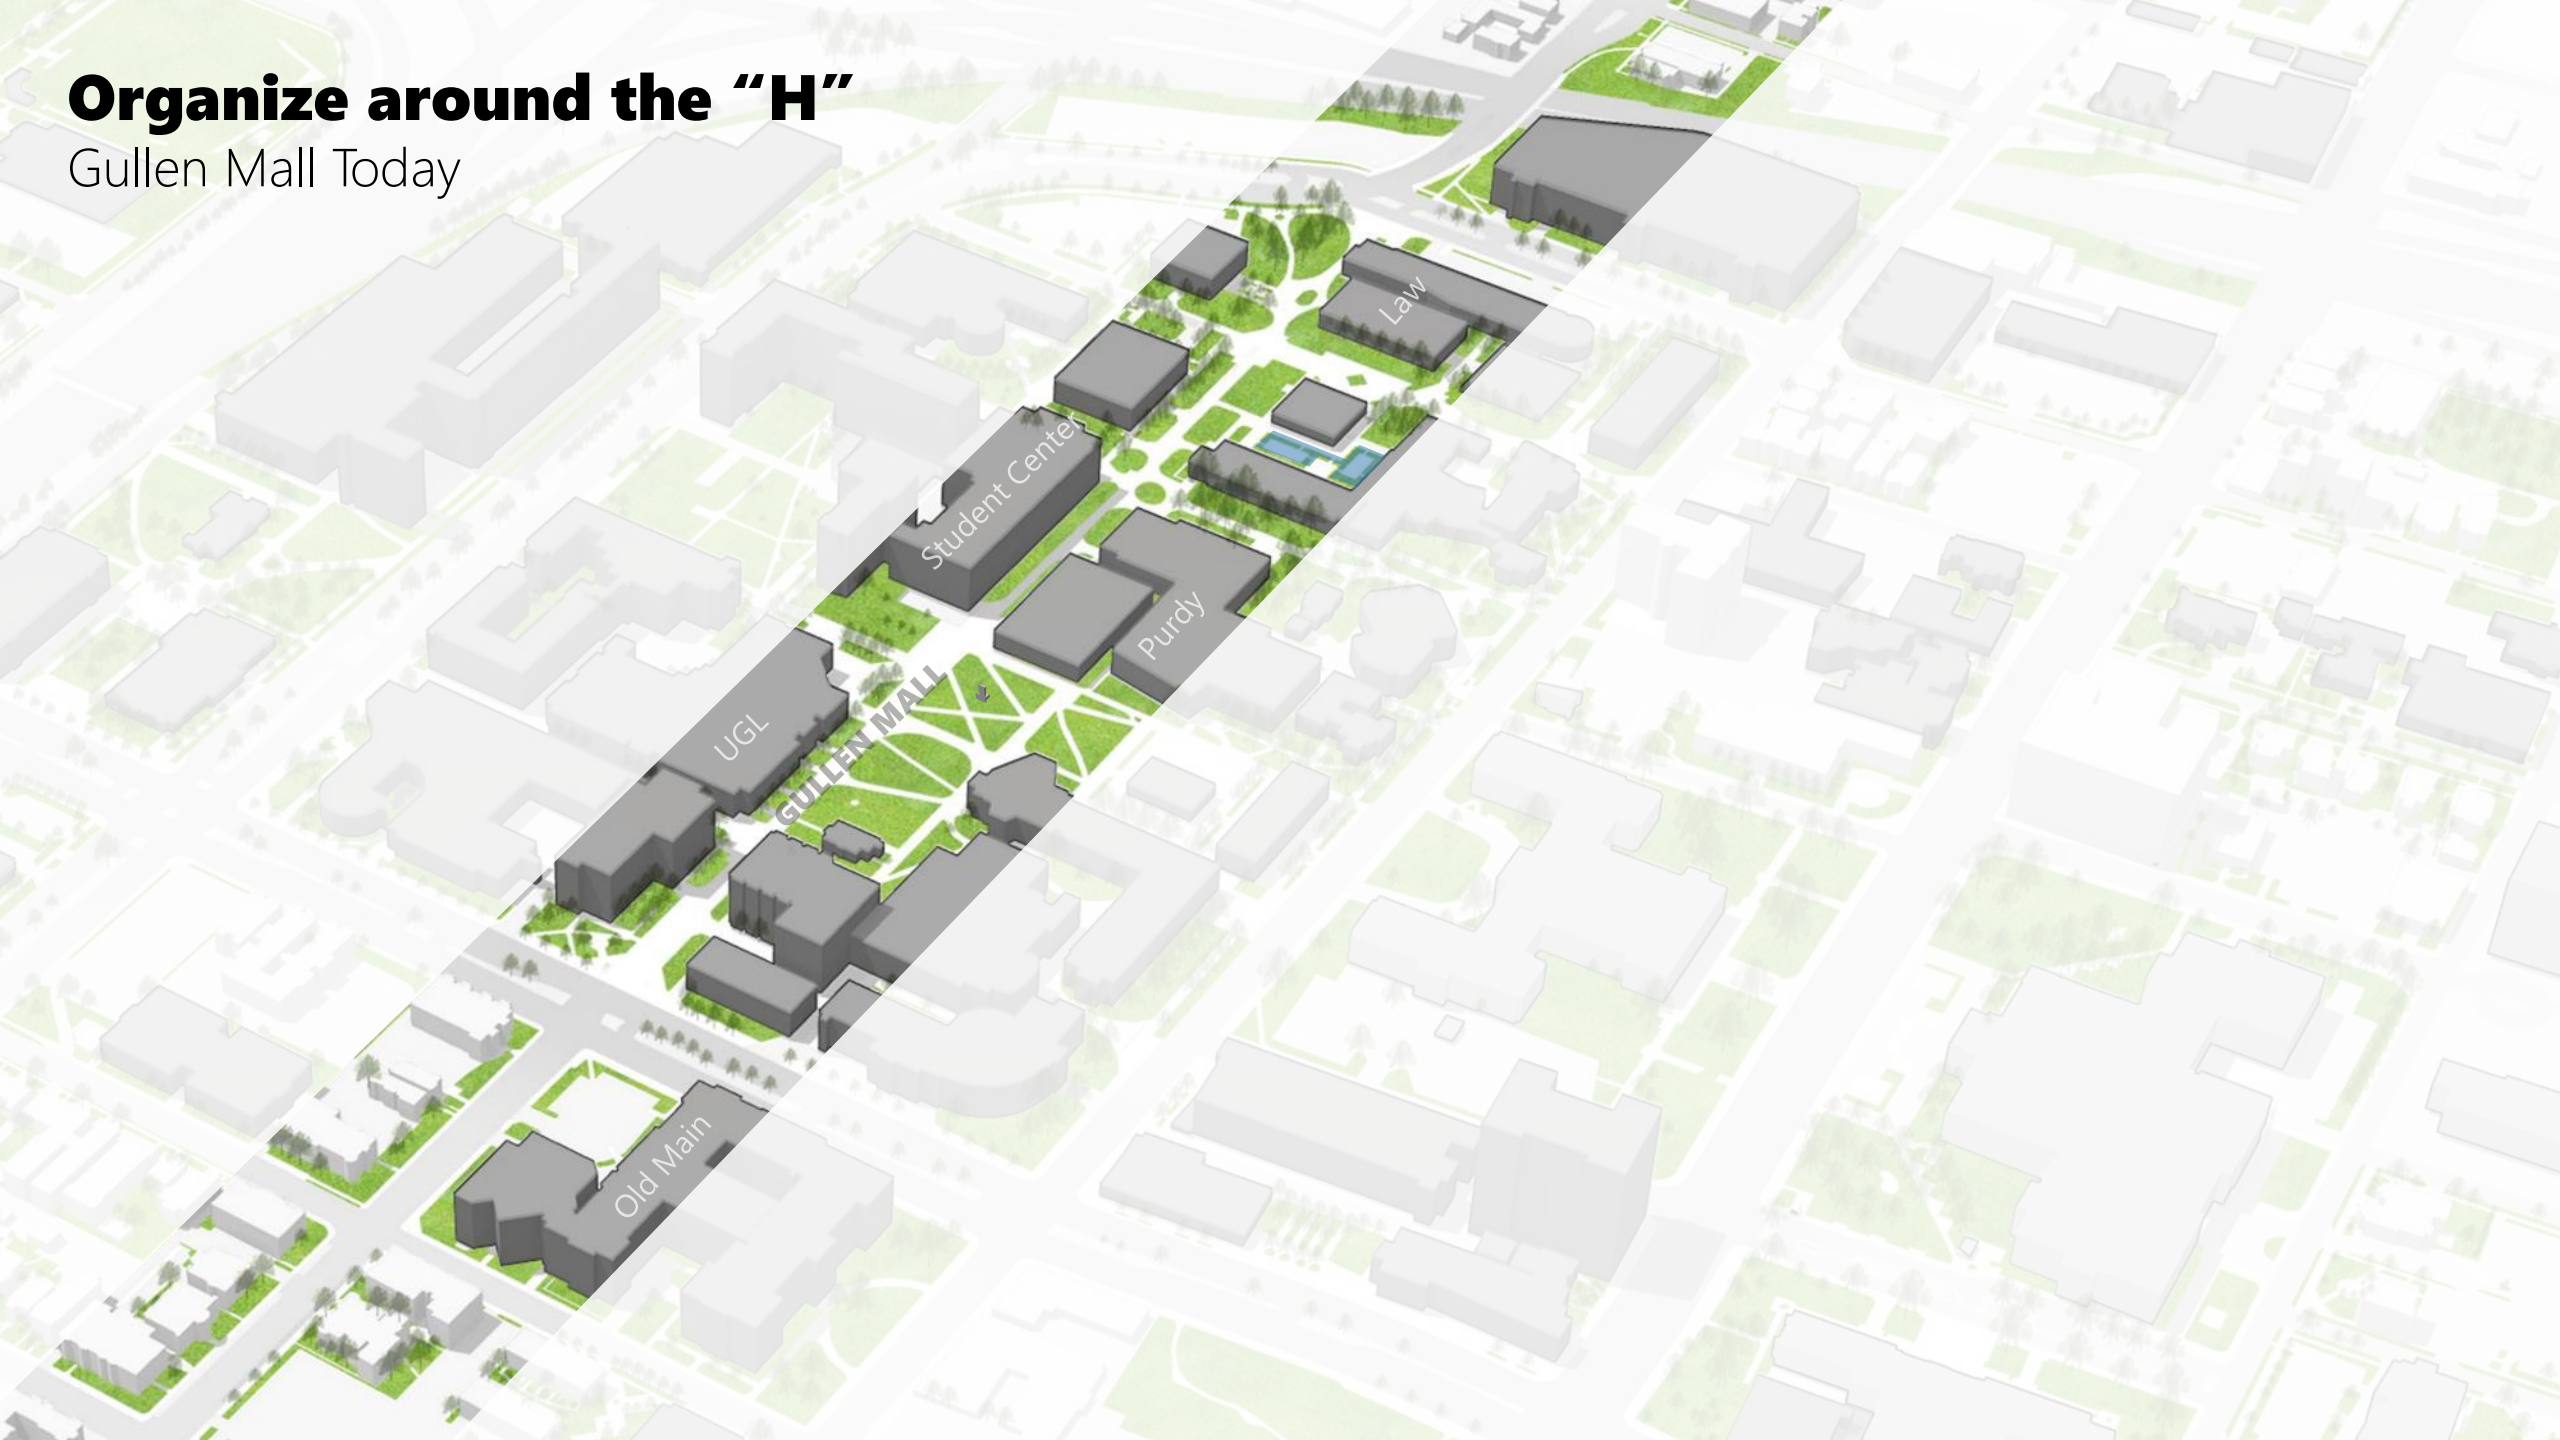 Organize around the “H”
Gullen Mall Today
Law
Student Center
Purdy
GULLEN MALL
UGL
Old Main